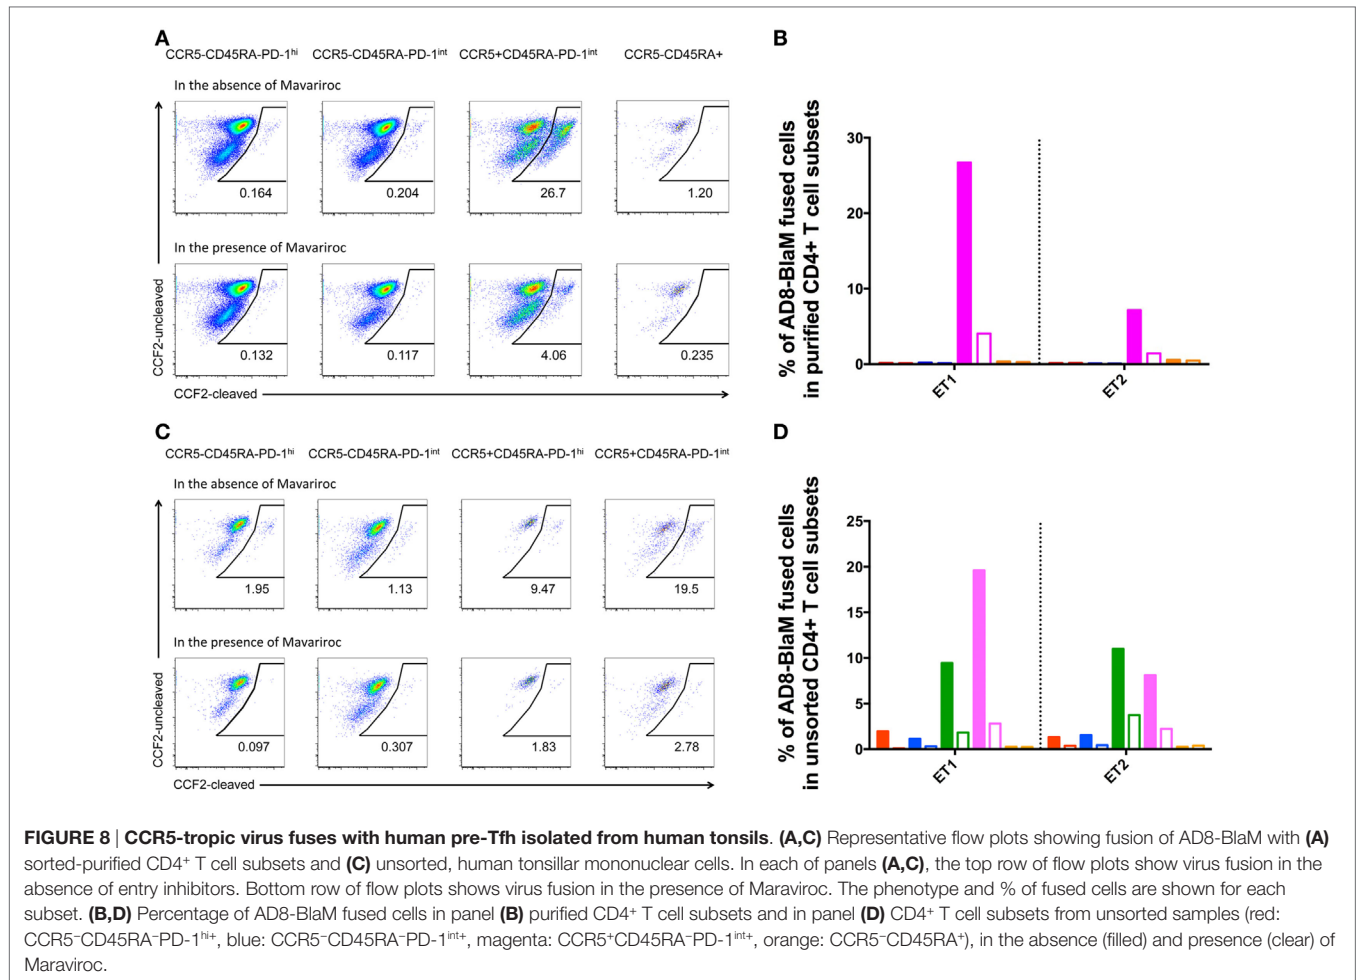 A
CCR5-CD45RA-PD-1hi CCR5-CD45RA-PD-1int CCR5+CD45RA-PD-1int CCR5-CD45RA+
In the absence of Mavariroc
0.164 0.204 26.7 1.20
In the presence of Mavariroc
0.132 0.117 4.06 0.235
CCF2-uncleaved
CCF2-cleaved
B
% of AD8-BlaM fused cells
in purified CD4+ T cell subsets
30
20
10
0
ET1 ET2
C
CCR5-CD45RA-PD-1hi CCR5-CD45RA-PD-1int CCR5+CD45RA-PD-1hi CCR5+CD45RA-PD-1int
In the absence of Mavariroc
1.95 1.13 9.47 19.5
In the presence of Mavariroc
0.097 0.307 1.83 2.78
CCF2-uncleaved
CCF2-cleaved
D
% of AD8-BlaM fused cells
in unsorted CD4+ T cell subsets
25
20
15
10
5
0
ET1 ET2
FIGURE 8 | CCR5-tropic virus fuses with human pre-Tfh isolated from human tonsils. (A,C) Representative flow plots showing fusion of AD8-BlaM with (A)
sorted-purified CD4⁺ T cell subsets and (C) unsorted, human tonsillar mononuclear cells. In each of panels (A,C), the top row of flow plots show virus fusion in the
absence of entry inhibitors. Bottom row of flow plots shows virus fusion in the presence of Maraviroc. The phenotype and % of fused cells are shown for each
subset. (B,D) Percentage of AD8-BlaM fused cells in panel (B) purified CD4⁺ T cell subsets and in panel (D) CD4⁺ T cell subsets from unsorted samples (red:
CCR5⁻CD45RA⁻PD-1ʰⁱ⁺, blue: CCR5⁻CD45RA⁻PD-1ⁱⁿᵗ⁺, magenta: CCR5⁺CD45RA⁻PD-1ⁱⁿᵗ⁺, orange: CCR5⁻CD45RA⁺), in the absence (filled) and presence (clear) of
Maraviroc.